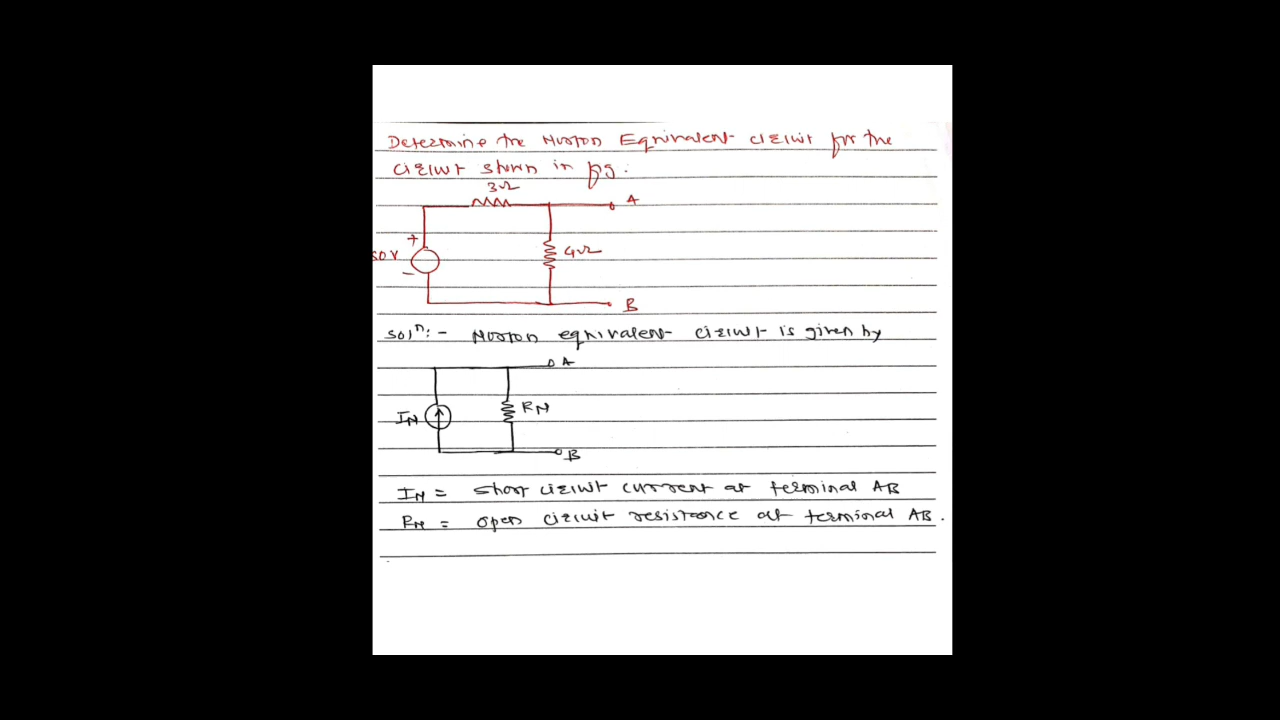 Determine the Norton Equivalent circuit for the
circuit shown in fig.
3Ω
A
+
50V
4Ω
-
B
Solⁿ:- Norton equivalent circuit is given by
A
IN
RN
B
IN = short circuit current at terminal AB
RN = open circuit resistance at terminal AB.